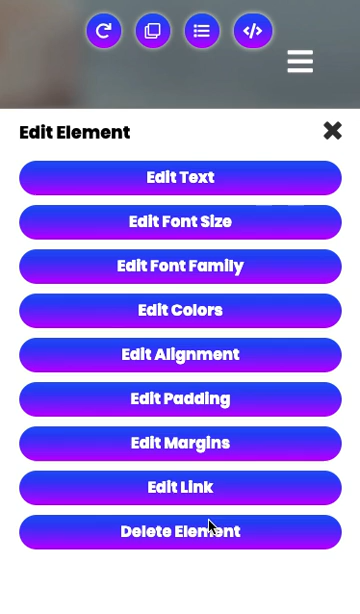 Edit Element
Edit Text
Edit Font Size
Edit Font Family
Edit Colors
Edit Alignment
Edit Padding
Edit Margins
Edit Link
Delete Element